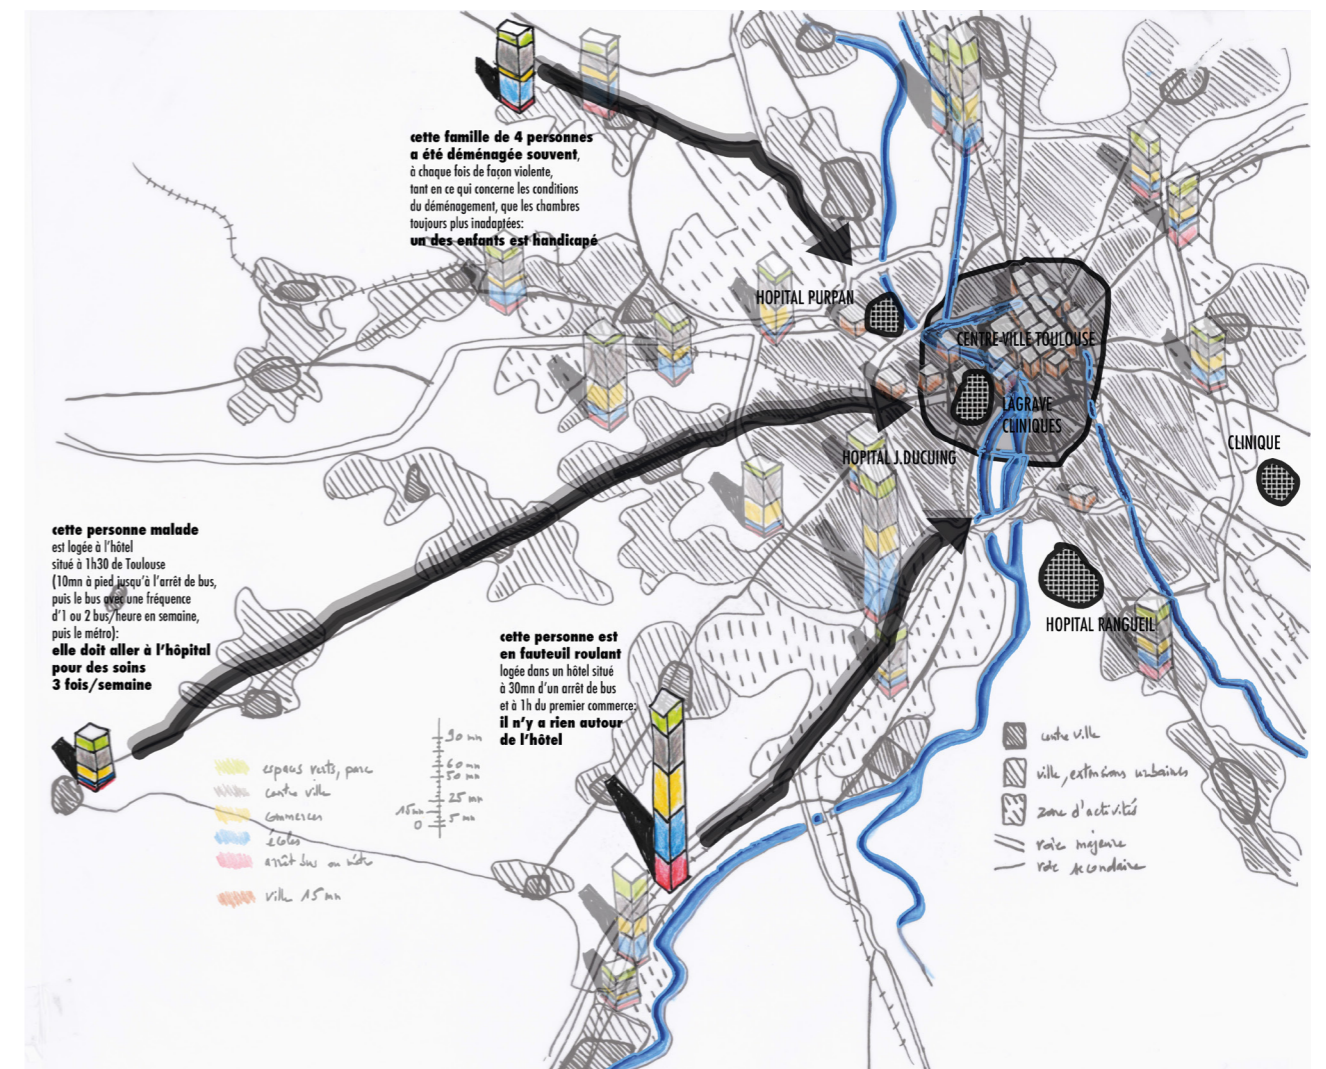 cette famille de 4 personnes
a été déménagée souvent,
à chaque fois de façon violente,
tant en ce qui concerne les conditions
du déménagement, que les chambres
toujours plus inadaptées:
un des enfants est handicapé
HOPITAL PURPAN
CENTRE-VILLE TOULOUSE
LAGRAVE
CLINIQUES
HOPITAL J.DUCUING
CLINIQUE
HOPITAL RANGUEIL
cette personne malade
est logée à l'hôtel
situé à 1h30 de Toulouse
(10mn à pied jusqu'à l'arrêt de bus,
puis le bus avec une fréquence
d'1 ou 2 bus/heure en semaine,
puis le métro):
elle doit aller à l'hôpital
pour des soins
3 fois/semaine
cette personne est
en fauteuil roulant
logée dans un hôtel situé
à 30mn d'un arrêt de bus
et à 1h du premier commerce:
il n'y a rien autour
de l'hôtel
espaces verts, parc
centre ville
commerces
écoles
arrêt bus ou métro
ville 15 mn
90 mn
60 mn
50 mn
25 mn
15 mn
5 mn
0
centre ville
ville, extensions urbaines
zone d'activités
voie majeure
voie secondaire